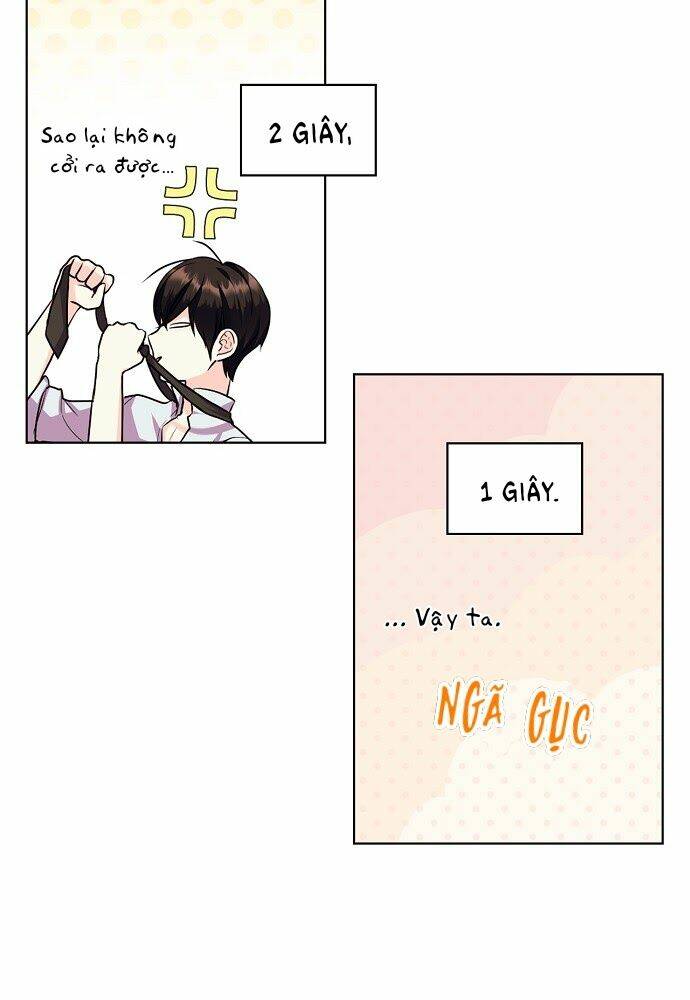 2 GIÂY,
Sao lại không
cởi ra được...
1 GIÂY.
... Vậy ta.
NGÃ GỤC